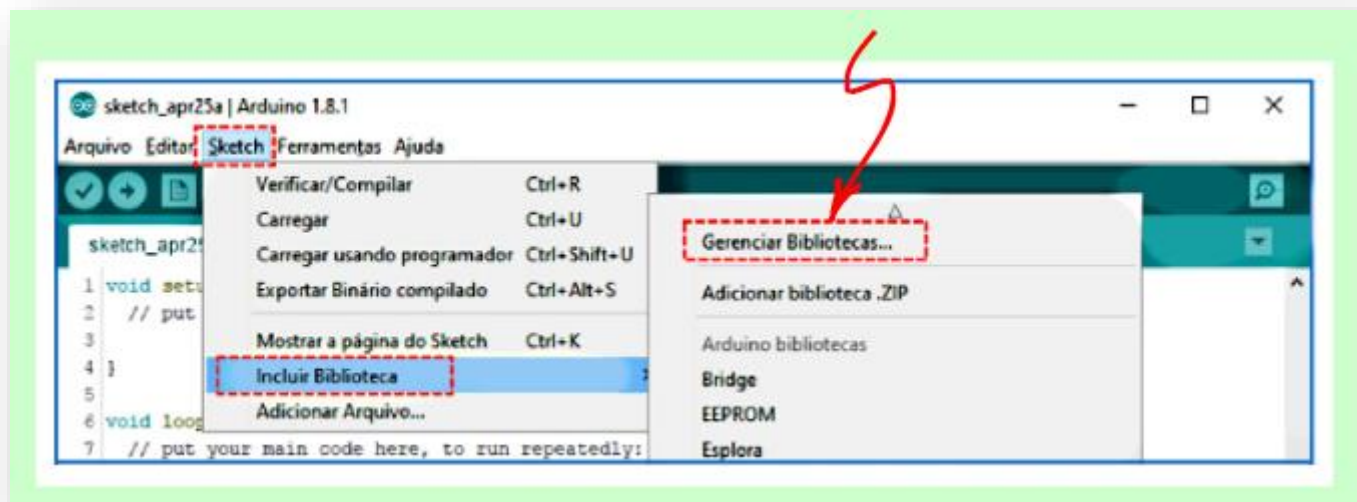 sketch_apr25a | Arduino 1.8.1
Arquivo Editar Sketch Ferramentas Ajuda
Verificar/Compilar Ctrl+R
Carregar Ctrl+U
Carregar usando programador Ctrl+Shift+U
Exportar Binário compilado Ctrl+Alt+S
Mostrar a página do Sketch Ctrl+K
Incluir Biblioteca
Adicionar Arquivo...
Gerenciar Bibliotecas...
Adicionar biblioteca .ZIP
Arduino bibliotecas
Bridge
EEPROM
Esplora
sketch_apr25
1 void setu
2 // put
3
4 }
5
6 void loop
7 // put your main code here, to run repeatedly: